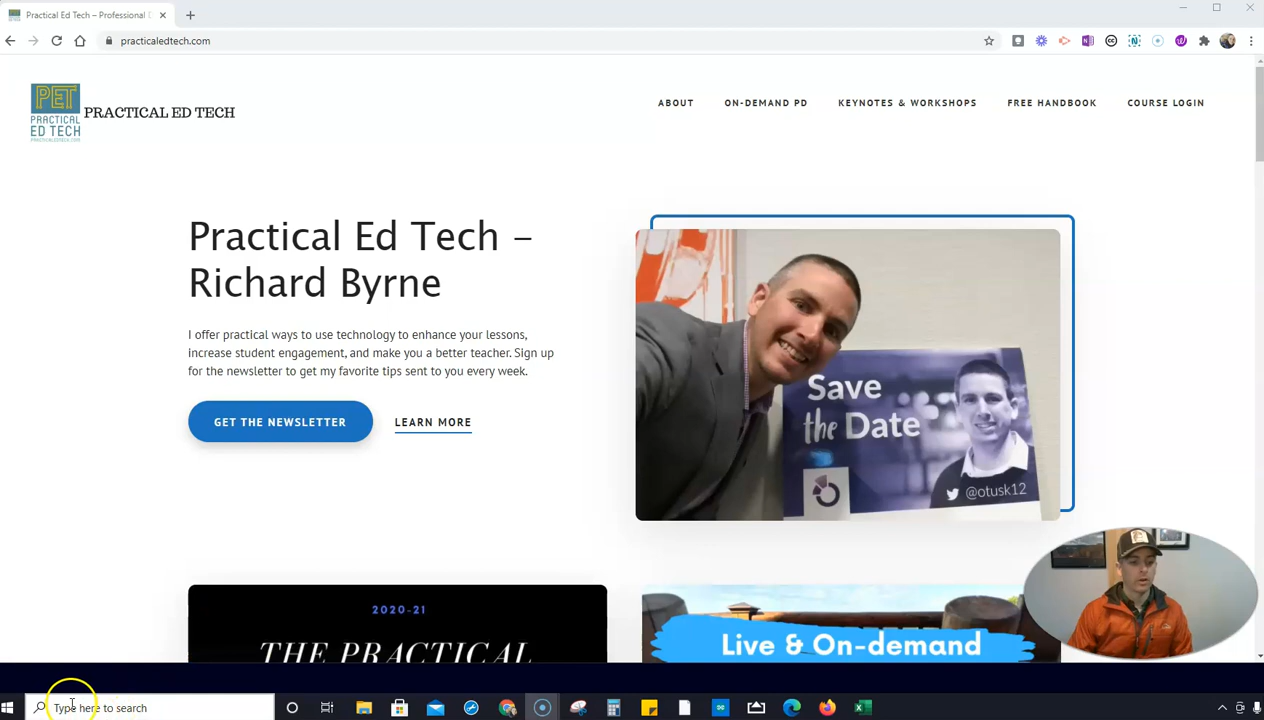 Practical Ed Tech – Professional D
practicaledtech.com
PET
PRACTICAL
ED TECH
PRACTICALEDTECH.COM
PRACTICAL ED TECH
ABOUT
ON-DEMAND PD
KEYNOTES & WORKSHOPS
FREE HANDBOOK
COURSE LOGIN
Practical Ed Tech –
Richard Byrne
I offer practical ways to use technology to enhance your lessons,
increase student engagement, and make you a better teacher. Sign up
for the newsletter to get my favorite tips sent to you every week.
GET THE NEWSLETTER
LEARN MORE
Save
the Date
@otusk12
2020-21
THE PRACTICAL
Live & On-demand
Type here to search